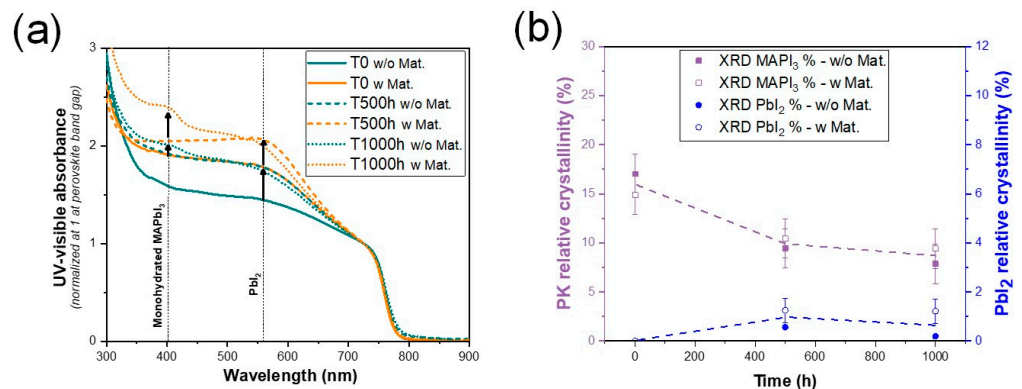 (a)
UV-visible absorbance
(normalized at 1 at perovskite band gap)
3
2
1
0
T0 w/o Mat.
T0 w Mat.
T500h w/o Mat.
T500h w Mat.
T1000h w/o Mat.
T1000h w Mat.
Monohydrated MAPbI3
PbI2
300 400 500 600 700 800 900
Wavelength (nm)
(b)
PK relative crystallinity (%)
30
25
20
15
10
5
0
XRD MAPI3 % - w/o Mat.
XRD MAPI3 % - w Mat.
XRD PbI2 % - w/o Mat.
XRD PbI2 % - w Mat.
12
10
8
6
4
2
0
PbI2 relative crystallinity (%)
0 200 400 600 800 1000
Time (h)